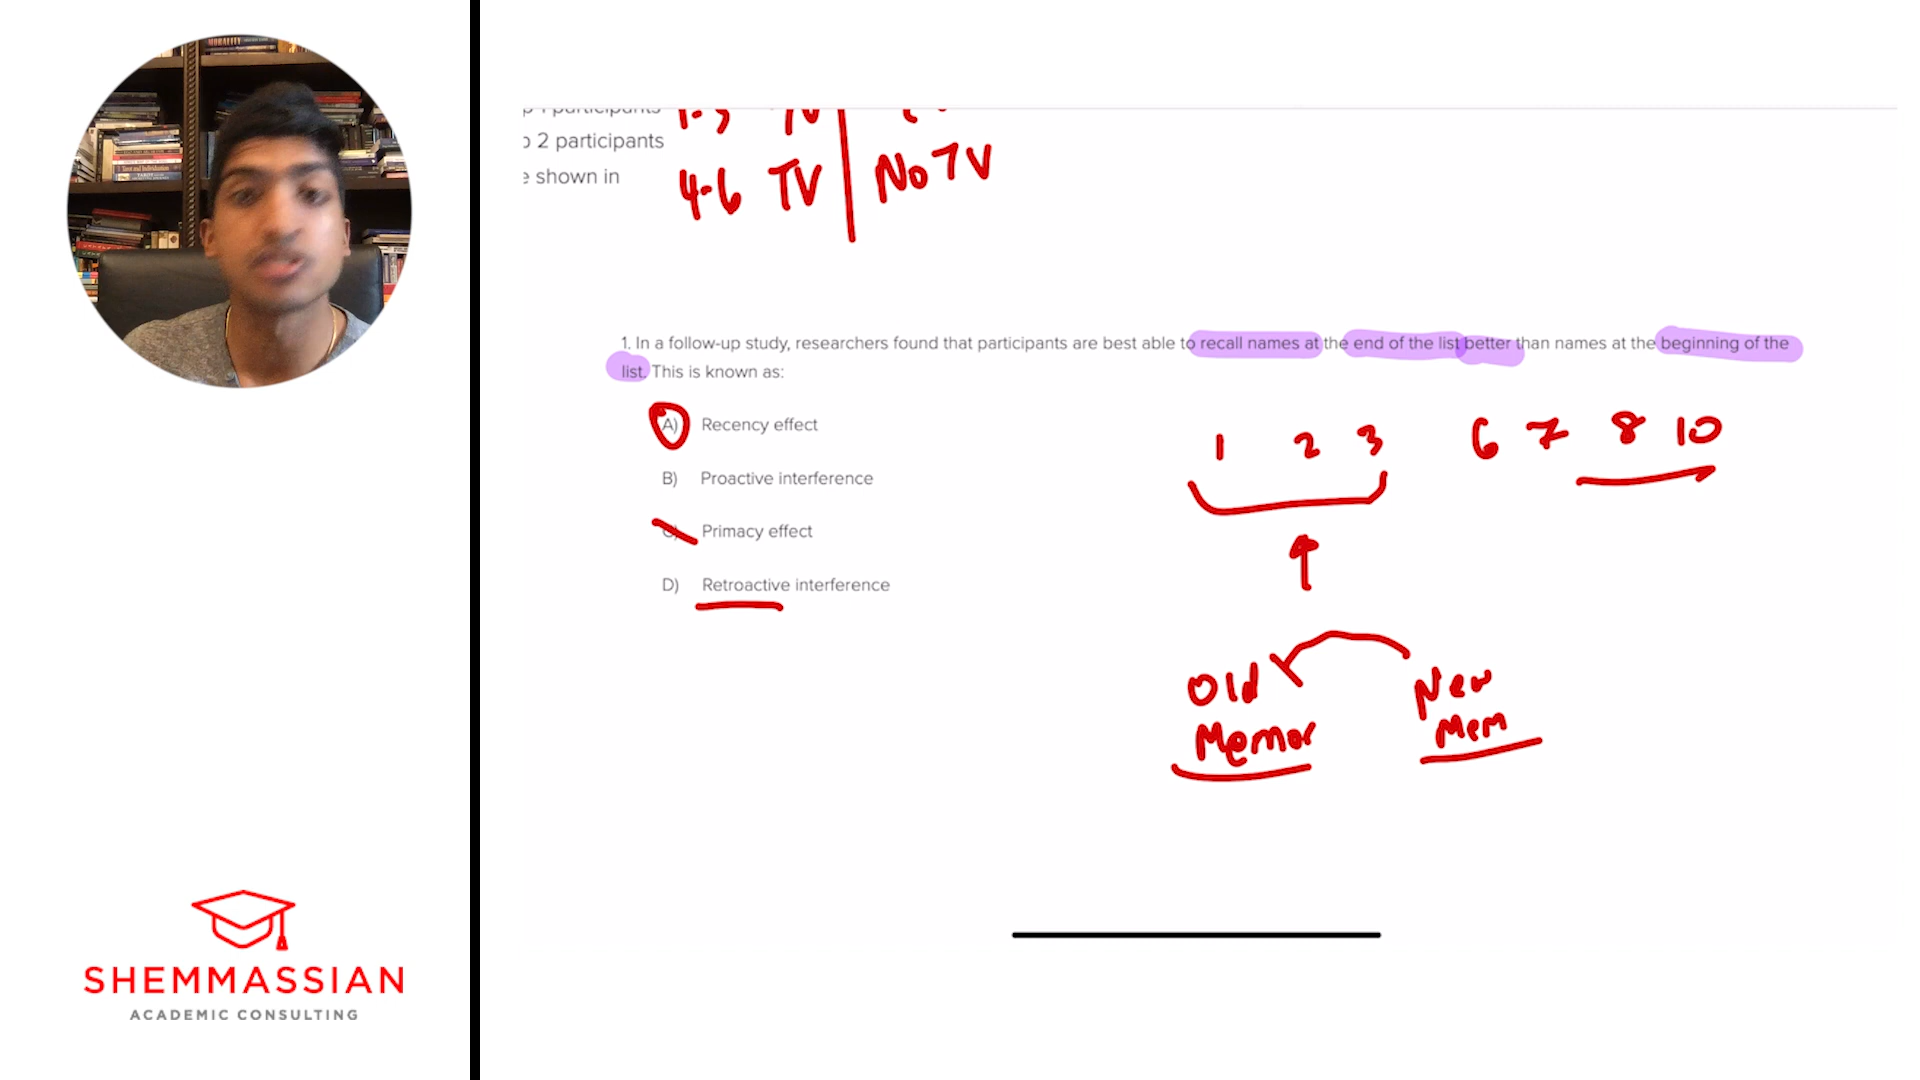 participants
2 participants
e shown in
4-6 TV No TV
1. In a follow-up study, researchers found that participants are best able to recall names at the end of the list better than names at the beginning of the
list. This is known as:
A) Recency effect
B) Proactive interference
C) Primacy effect
D) Retroactive interference
1 2 3 6 7 8 10
Old New
Memor Mem
SHEMMASSIAN
ACADEMIC CONSULTING